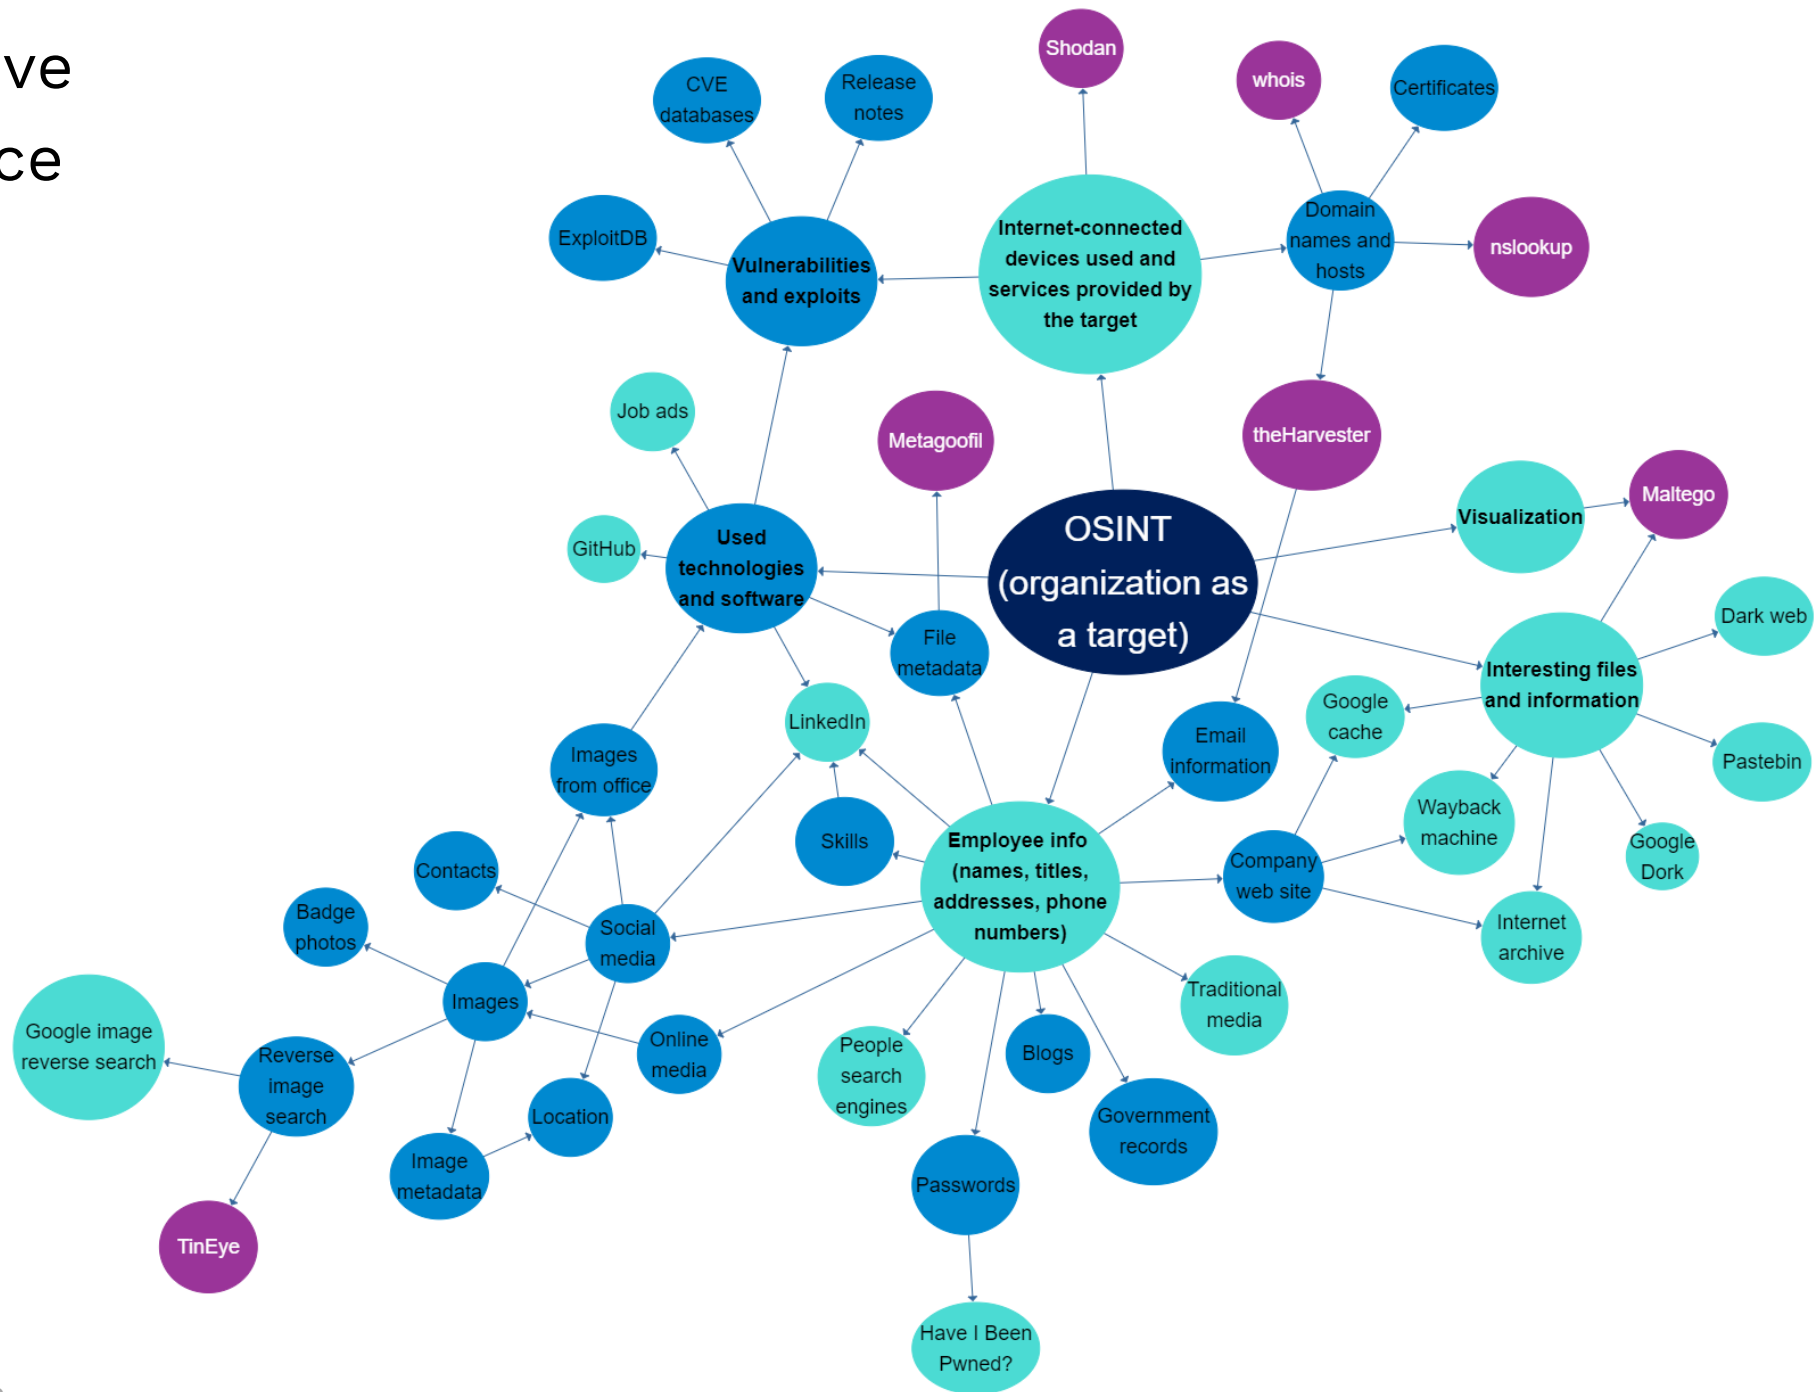 ve
ce
Shodan
CVE
databases
Release
notes
whois
Certificates
ExploitDB
Vulnerabilities
and exploits
Internet-connected
devices used and
services provided by
the target
Domain
names and
hosts
nslookup
Job ads
Metagoofil
theHarvester
GitHub
Used
technologies
and software
OSINT
(organization as
a target)
Visualization
Maltego
File
metadata
Dark web
Interesting files
and information
LinkedIn
Google
cache
Email
information
Pastebin
Images
from office
Wayback
machine
Google
Dork
Skills
Employee info
(names, titles,
addresses, phone
numbers)
Company
web site
Contacts
Badge
photos
Social
media
Internet
archive
Images
Traditional
media
Google image
reverse search
Reverse
image
search
Online
media
People
search
engines
Blogs
Location
Government
records
Image
metadata
Passwords
TinEye
Have I Been
Pwned?